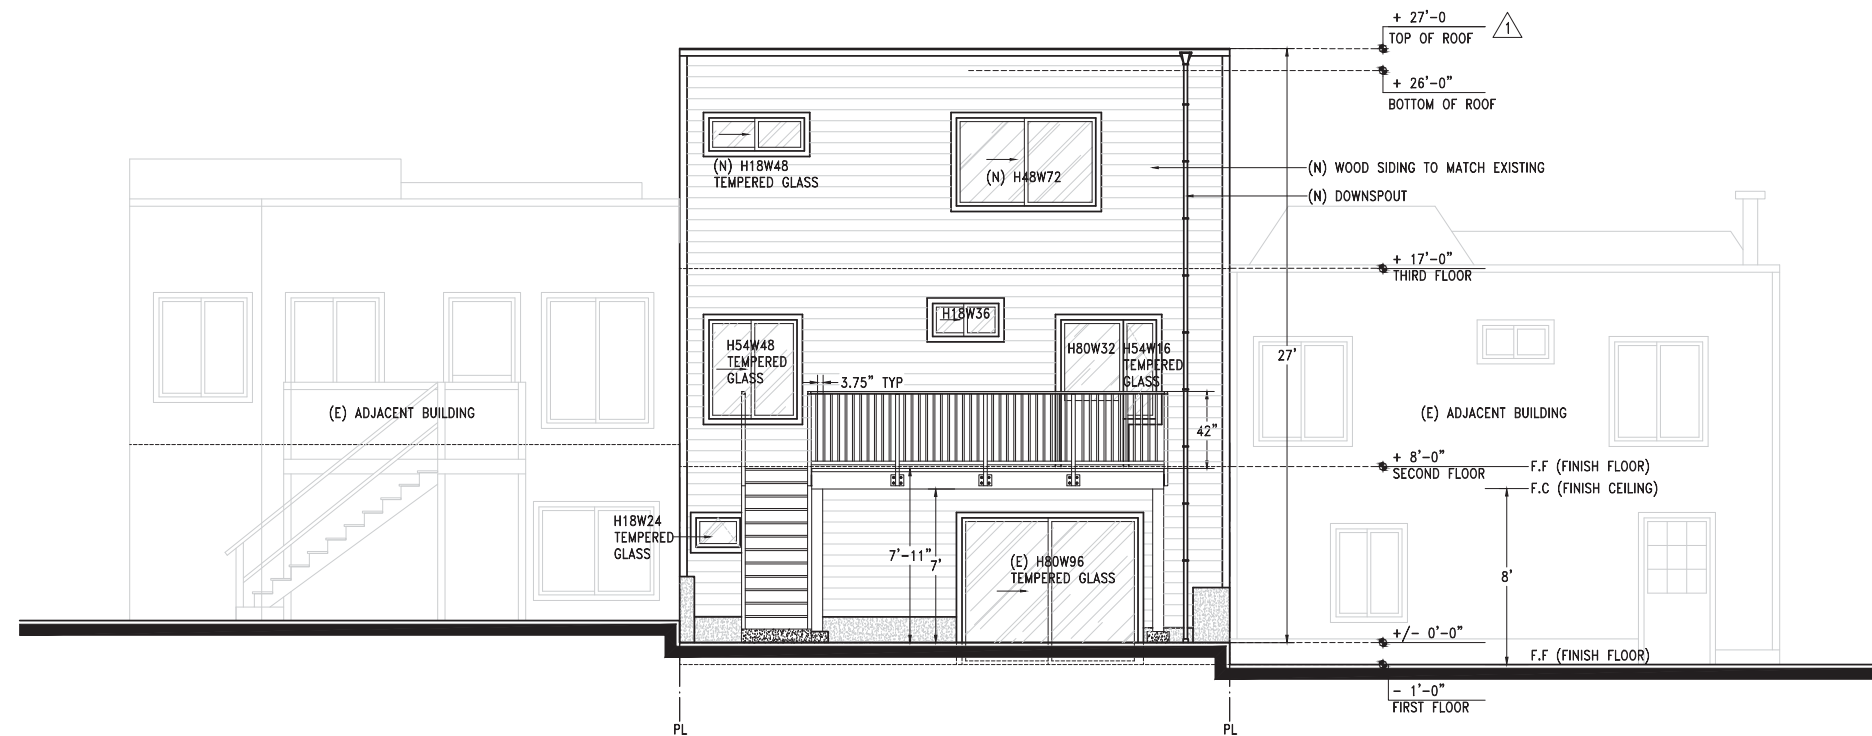 + 27'-0
TOP OF ROOF
1
+ 26'-0"
BOTTOM OF ROOF
(N) H18W48
TEMPERED GLASS
(N) H48W72
(N) WOOD SIDING TO MATCH EXISTING
(N) DOWNSPOUT
+ 17'-0"
THIRD FLOOR
H18W36
H54W48
TEMPERED
GLASS
H80W32
H54W16
TEMPERED
GLASS
27'
3.75" TYP
(E) ADJACENT BUILDING
(E) ADJACENT BUILDING
42"
+ 8'-0"
SECOND FLOOR
F.F (FINISH FLOOR)
F.C (FINISH CEILING)
H18W24
TEMPERED
GLASS
7'-11"
7'
(E) H80W96
TEMPERED GLASS
8'
+/- 0'-0"
F.F (FINISH FLOOR)
- 1'-0"
FIRST FLOOR
PL
PL